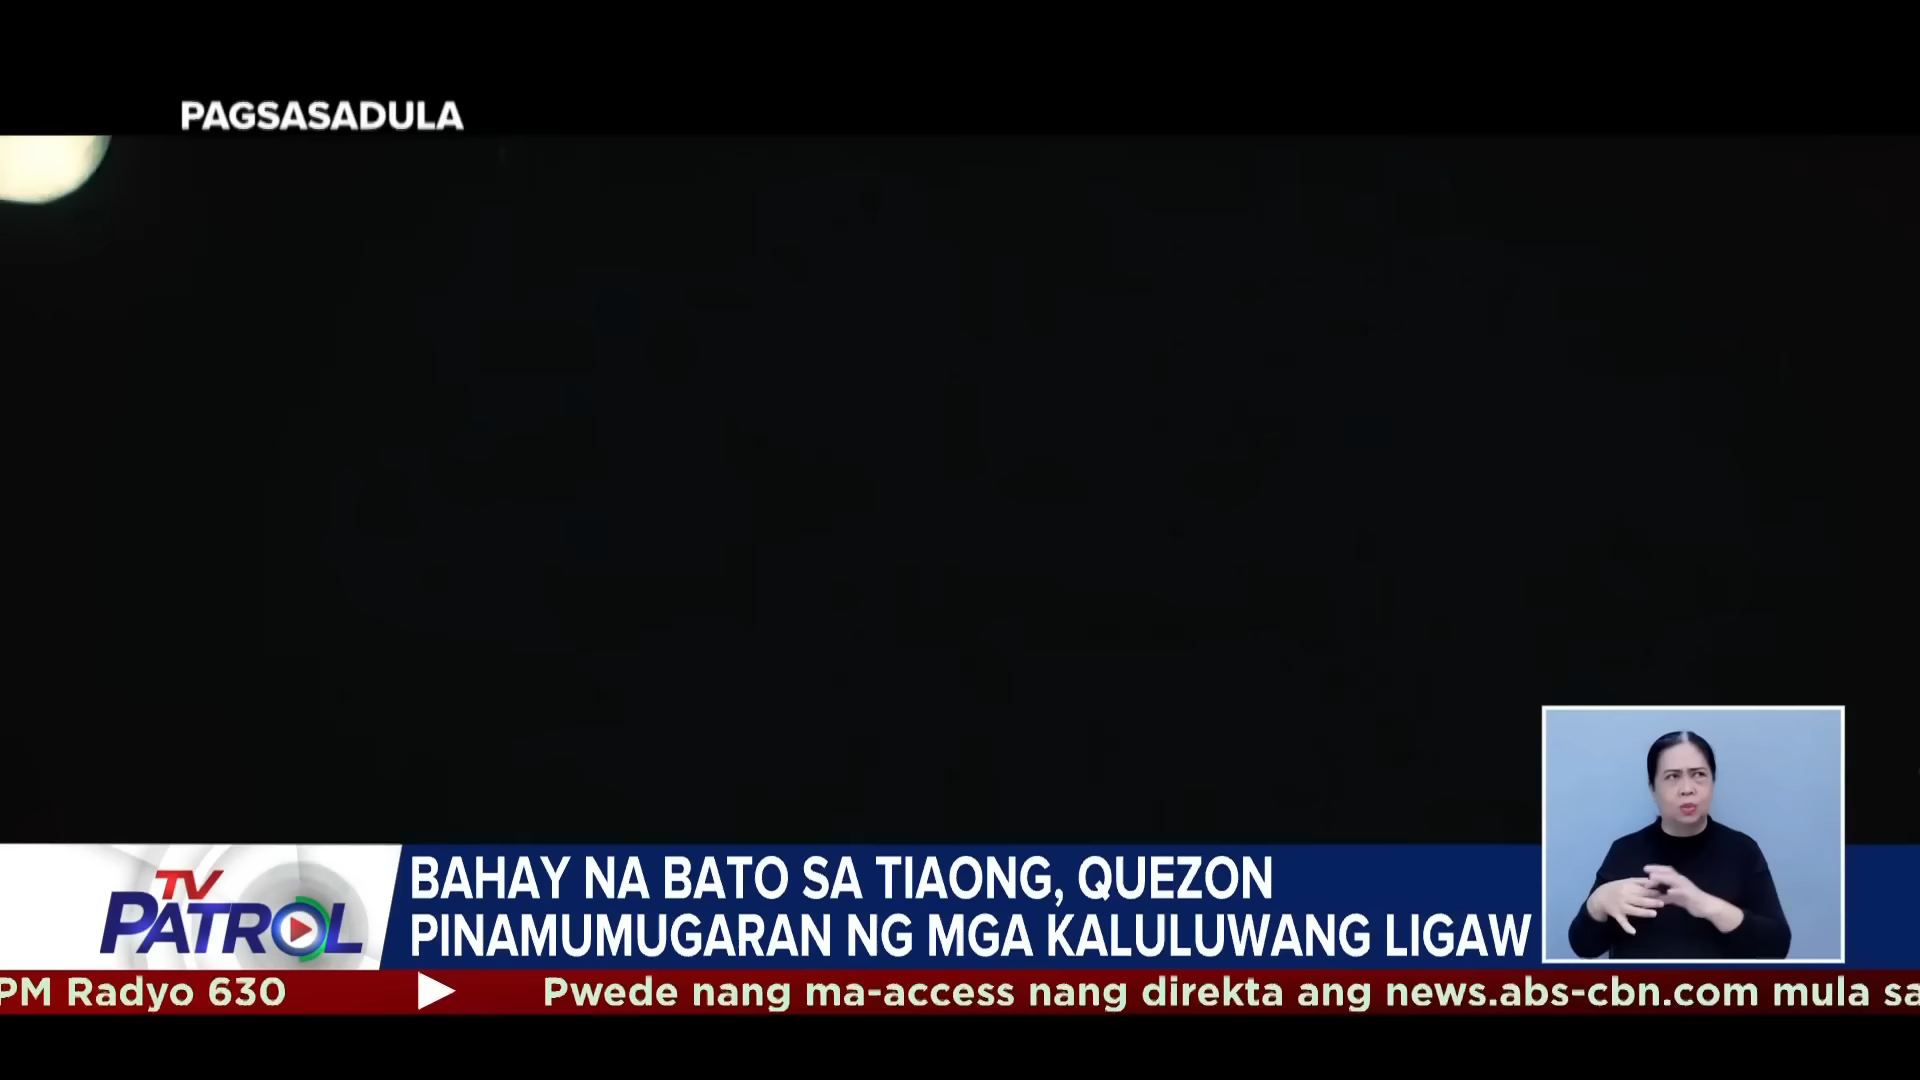 PAGSASADULA
TV
PATROL
BAHAY NA BATO SA TIAONG, QUEZON
PINAMUMUGARAN NG MGA KALULUWANG LIGAW
PM Radyo 630
Pwede nang ma-access nang direkta ang news.abs-cbn.com mula sa